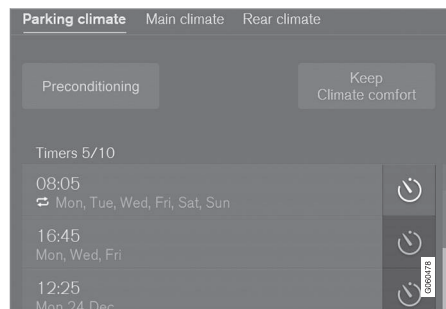 Parking climate Main climate Rear climate
Preconditioning
Keep
Climate comfort
Timers 5/10
08:05
Mon, Tue, Wed, Fri, Sat, Sun
16:45
Mon, Wed, Fri
12:25
Mon 24 Dec
G060478